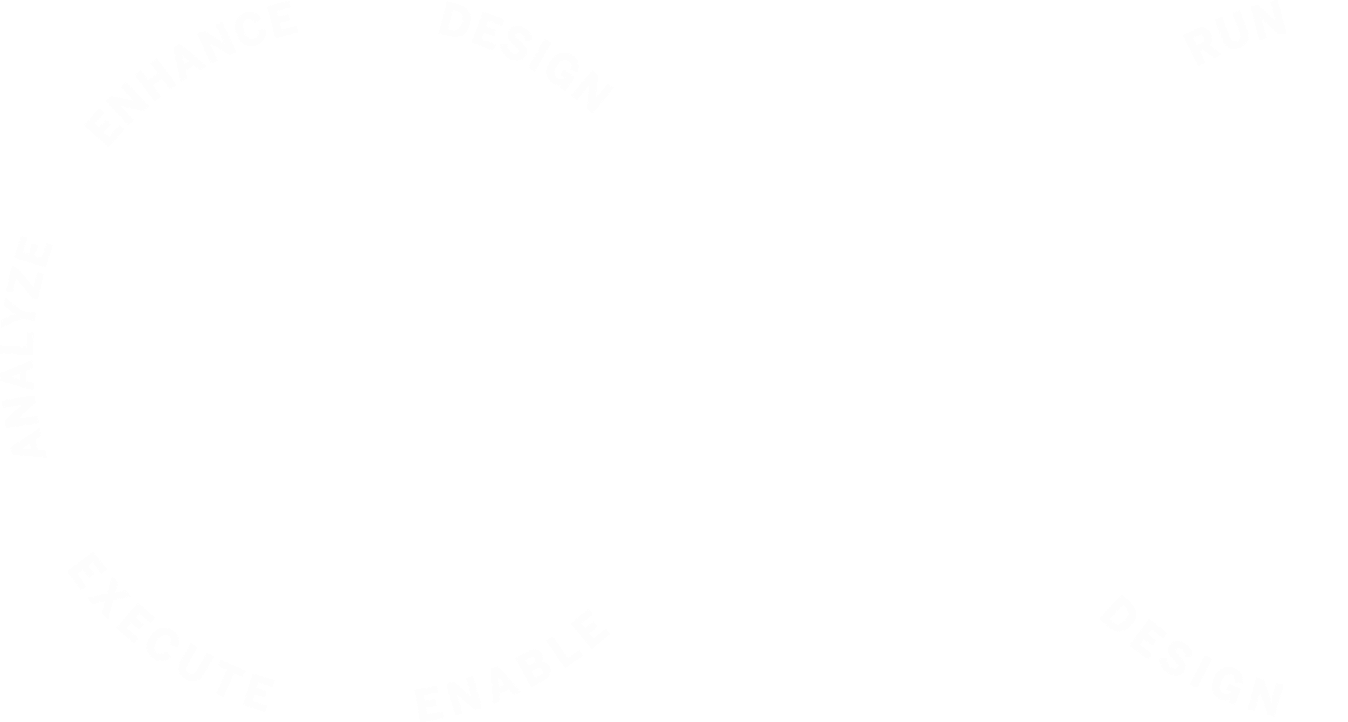 ENHANCE
DESIGN
RUN
ANALYZE
EXECUTE
ENABLE
DESIGN